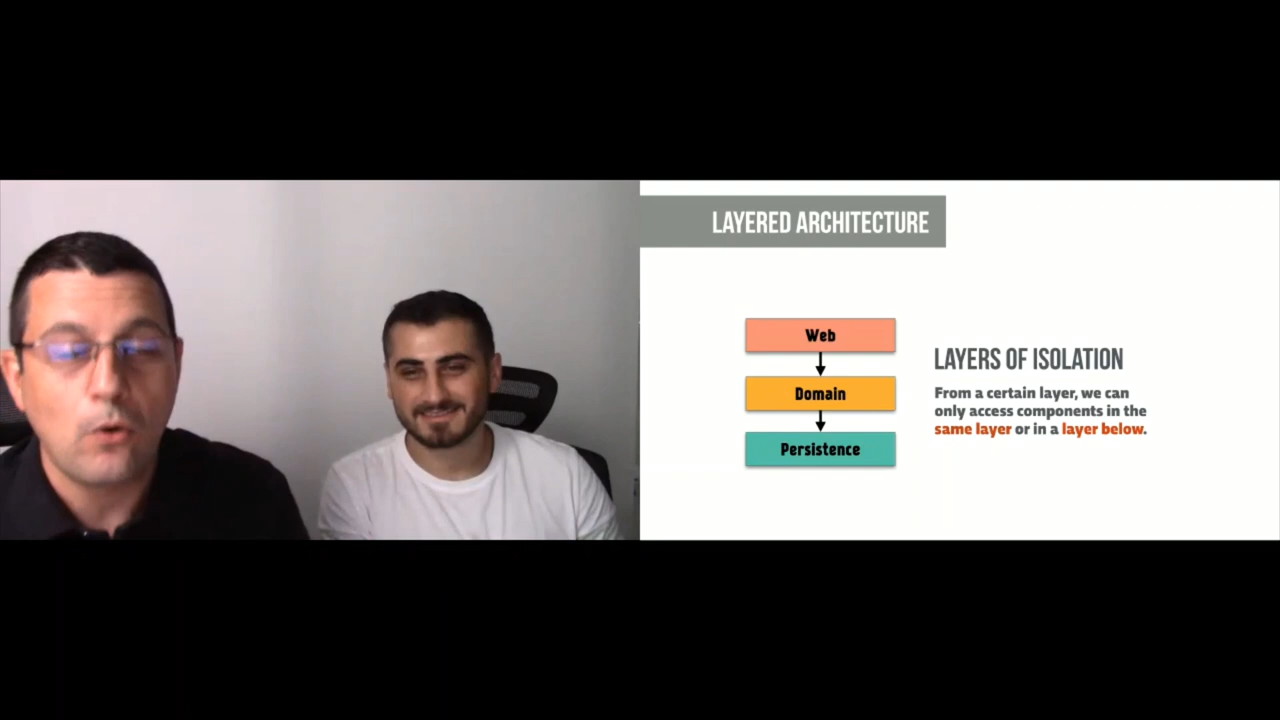 LAYERED ARCHITECTURE
Web
Domain
Persistence
LAYERS OF ISOLATION
From a certain layer, we can
only access components in the
same layer or in a layer below.